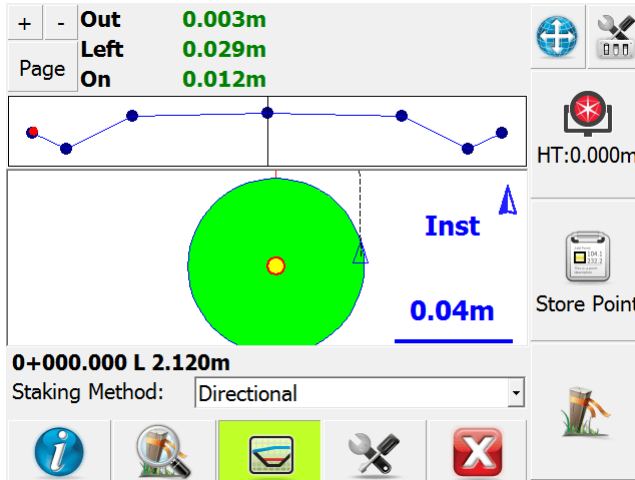 + - Out 0.003m
Left 0.029m
Page
On 0.012m
HT:0.000m
Inst
0.04m
Store Point
0+000.000 L 2.120m
Staking Method: Directional